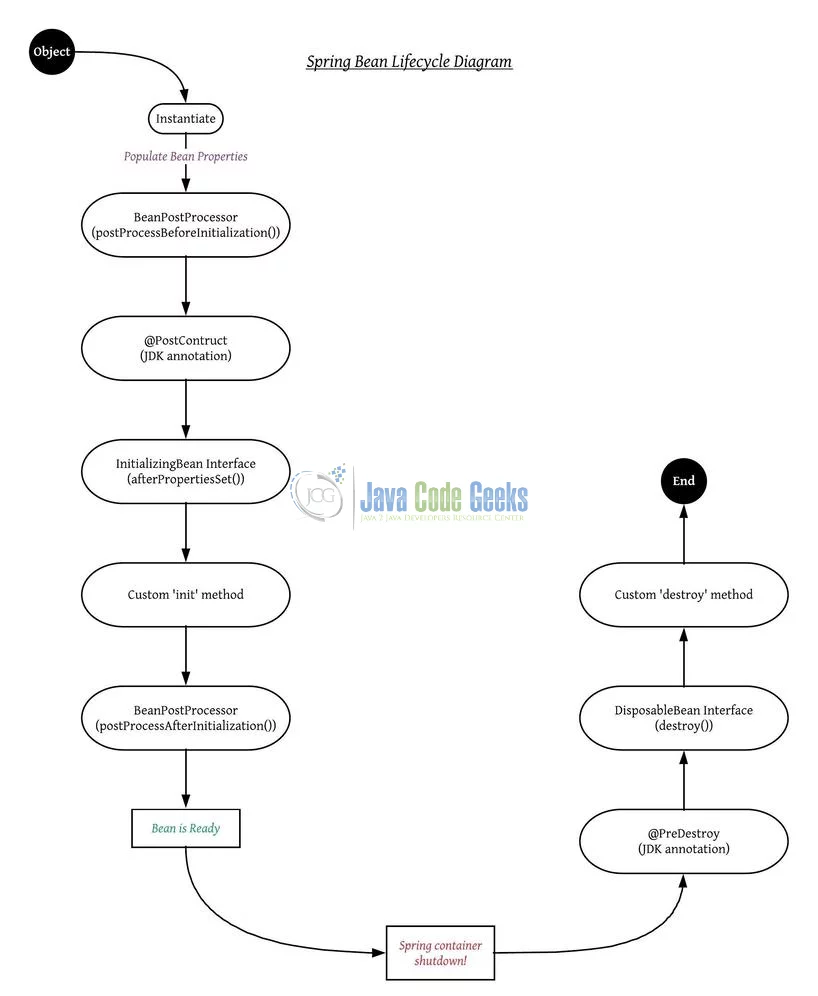 Object
Spring Bean Lifecycle Diagram
Instantiate
Populate Bean Properties
BeanPostProcessor
(postProcessBeforeInitialization())
@PostContruct
(JDK annotation)
InitializingBean Interface
(afterPropertiesSet())
JCG
Java Code Geeks
Java 2 Java Developers Resource Center
Custom 'init' method
BeanPostProcessor
(postProcessAfterInitialization())
Bean is Ready
Spring container
shutdown!
@PreDestroy
(JDK annotation)
DisposableBean Interface
(destroy())
Custom 'destroy' method
End